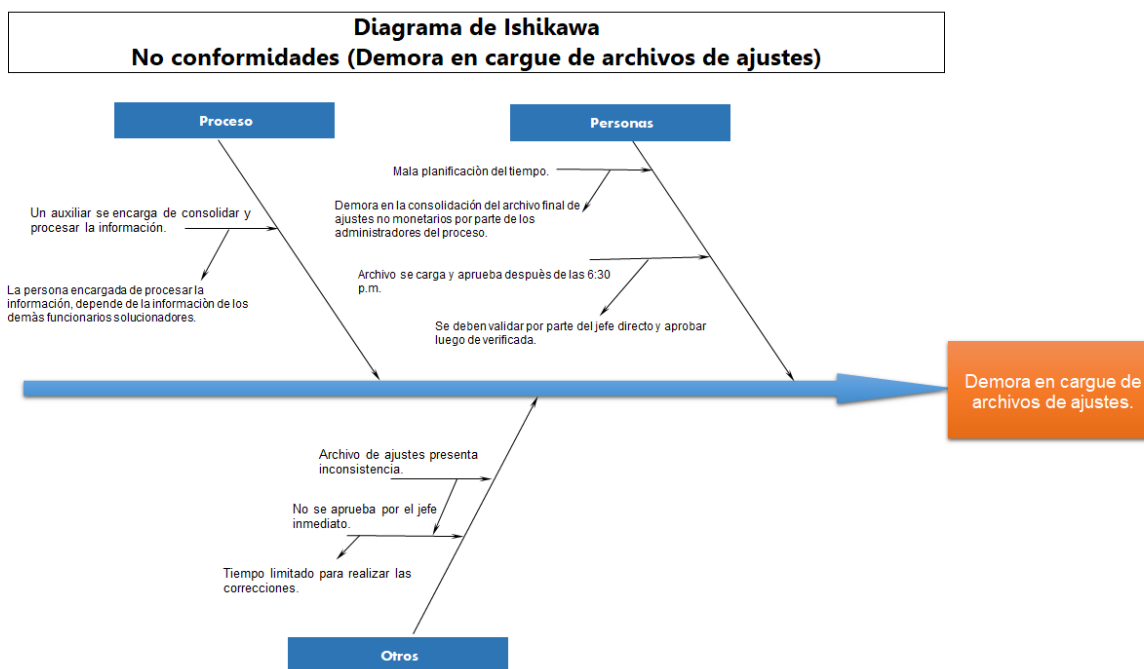 Diagrama de Ishikawa
No conformidades (Demora en cargue de archivos de ajustes)
Proceso
Personas
Mala planificaciòn del tiempo.
Un auxiliar se encarga de consolidar y
procesar la información.
Demora en la consolidación del archivo final de
ajustes no monetarios por parte de los
administradores del proceso.
La persona encargada de procesar la
información, depende de la informaciòn de los
demàs funcionarios solucionadores.
Archivo se carga y aprueba despuès de las 6:30
p.m.
Se deben validar por parte del jefe directo y aprobar
luego de verificada.
Demora en cargue de
archivos de ajustes.
Archivo de ajustes presenta
inconsistencia.
No se aprueba por el jefe
inmediato.
Tiempo limitado para realizar las
correcciones.
Otros